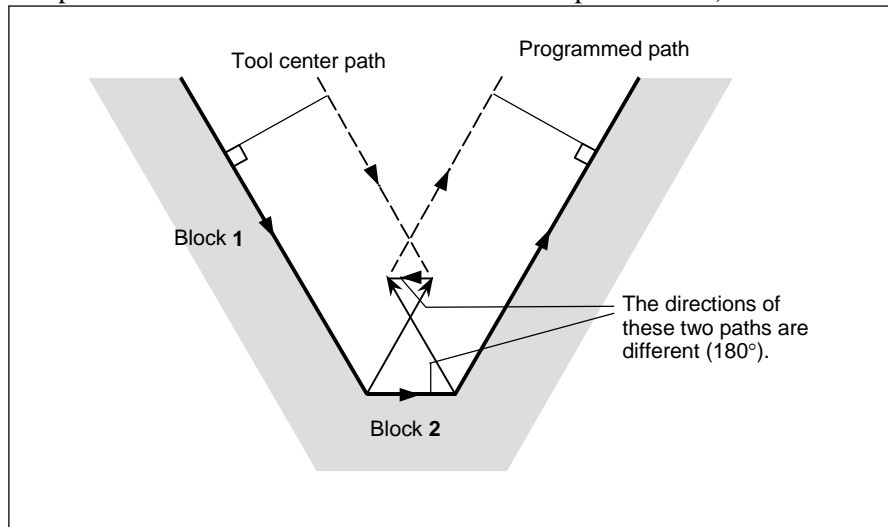 Tool center path
Programmed path
Block 1
The directions of
these two paths are
different (180°).
Block 2